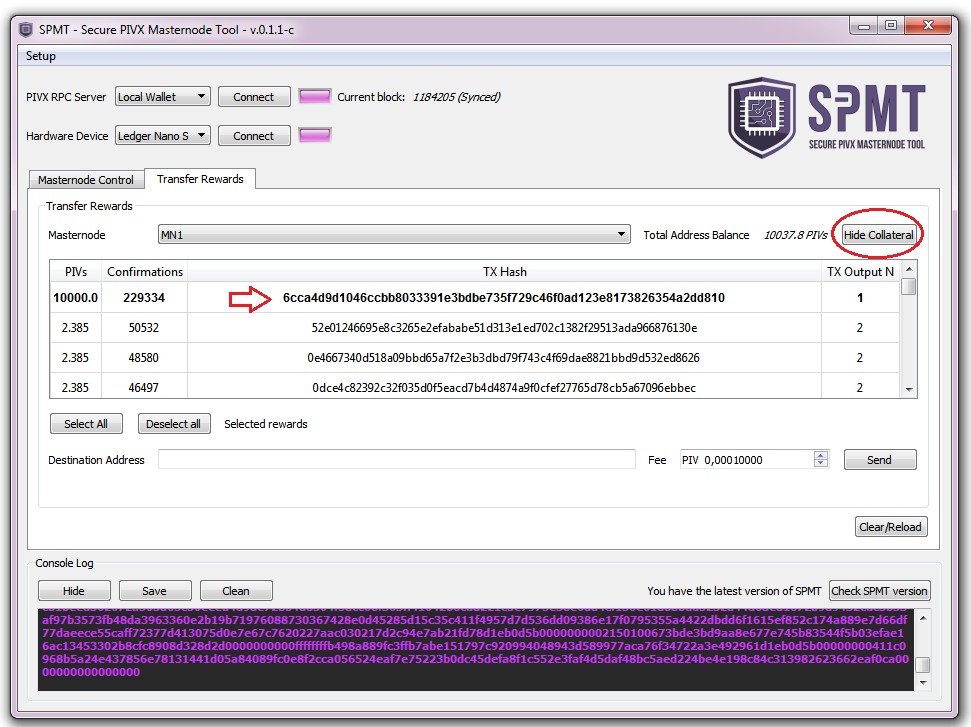 SPMT - Secure PIVX Masternode Tool - v.0.1.1-c
Setup
PIVX RPC Server Local Wallet Connect Current block: 1184205 (Synced)
Hardware Device Ledger Nano S Connect
SPMT
SECURE PIVX MASTERNODE TOOL
Masternode Control Transfer Rewards
Transfer Rewards
Masternode MN1 Total Address Balance 10037.8 PIVs Hide Collateral
PIVs Confirmations TX Hash TX Output N
10000.0 229334 6cca4d9d1046ccbb8033391e3bdbe735f729c46f0ad123e8173826354a2dd810 1
2.385 50532 52e01246695e8c3265e2efababe51d313e1ed702c1382f29513ada966876130e 2
2.385 48580 0e4667340d518a09bbd65a7f2e3b3dbd79f743c4f69dae8821bbd9d532ed8626 2
2.385 46497 0dce4c82392c32f035d0f5eacd7b4d4874a9f0cfef27765d78cb5a67096ebbec 2
Select All Deselect all Selected rewards
Destination Address Fee PIV 0,00010000 Send
Clear/Reload
Console Log
Hide Save Clean You have the latest version of SPMT Check SPMT version
af97b3573fb48da3963360e2b19b71976088730367428e0d45285d15c35c411f4957d7d536dd09386e17f0795355a4422dbdd6f1615ef852c174a889e7d66df
77daeece55caff72377d413075d0e7e67c7620227aac030217d2c94e7ab21fd78d1eb0d5b0000000002150100673bde3bd9aa8e677e745b83544f5b03efae1
6ac13453302b8cfc8908d328d2d0000000000ffffffffb498a889fc3ffb7abe151797c920994048943d589977aca76f34722a3e492961d1eb0d5b00000000411c0
968b5a24e437856e78131441d05a84089fc0e8f2cca056524eaf7e75223b0dc45defa8f1c552e3faf4d5daf48bc5aed224be4e198c84c313982623662eaf0ca00
0000000000000000